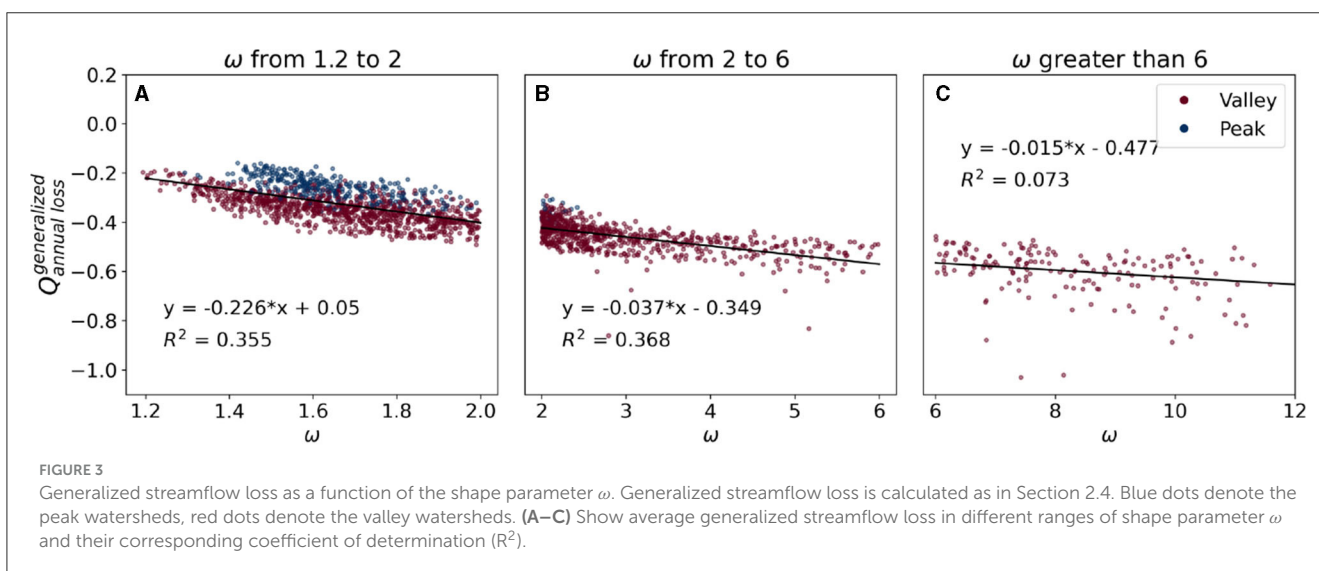 ω from 1.2 to 2
ω from 2 to 6
ω greater than 6
A
B
C
Valley
Peak
0.2
0.0
−0.2
−0.4
−0.6
−0.8
−1.0
Q generalized annual loss
y = -0.226*x + 0.05
R² = 0.355
y = -0.037*x - 0.349
R² = 0.368
y = -0.015*x - 0.477
R² = 0.073
1.2 1.4 1.6 1.8 2.0
2 3 4 5 6
6 8 10 12
ω
ω
ω
FIGURE 3
Generalized streamflow loss as a function of the shape parameter ω. Generalized streamflow loss is calculated as in Section 2.4. Blue dots denote the
peak watersheds, red dots denote the valley watersheds. (A–C) Show average generalized streamflow loss in different ranges of shape parameter ω
and their corresponding coefficient of determination (R²).